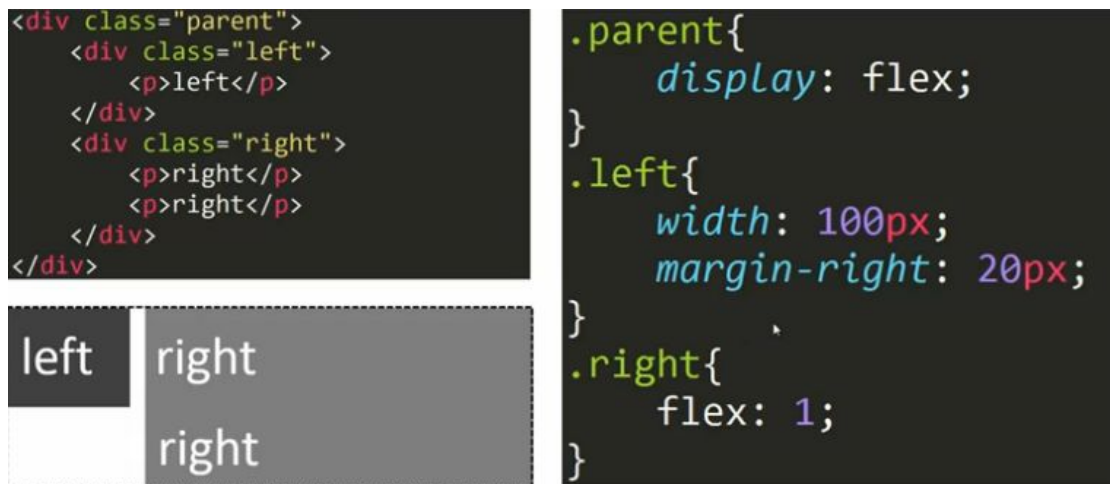 <div class="parent">
    <div class="left">
        <p>left</p>
    </div>
    <div class="right">
        <p>right</p>
        <p>right</p>
    </div>
</div>
left
right
right
.parent{
    display: flex;
}
.left{
    width: 100px;
    margin-right: 20px;
}
.right{
    flex: 1;
}